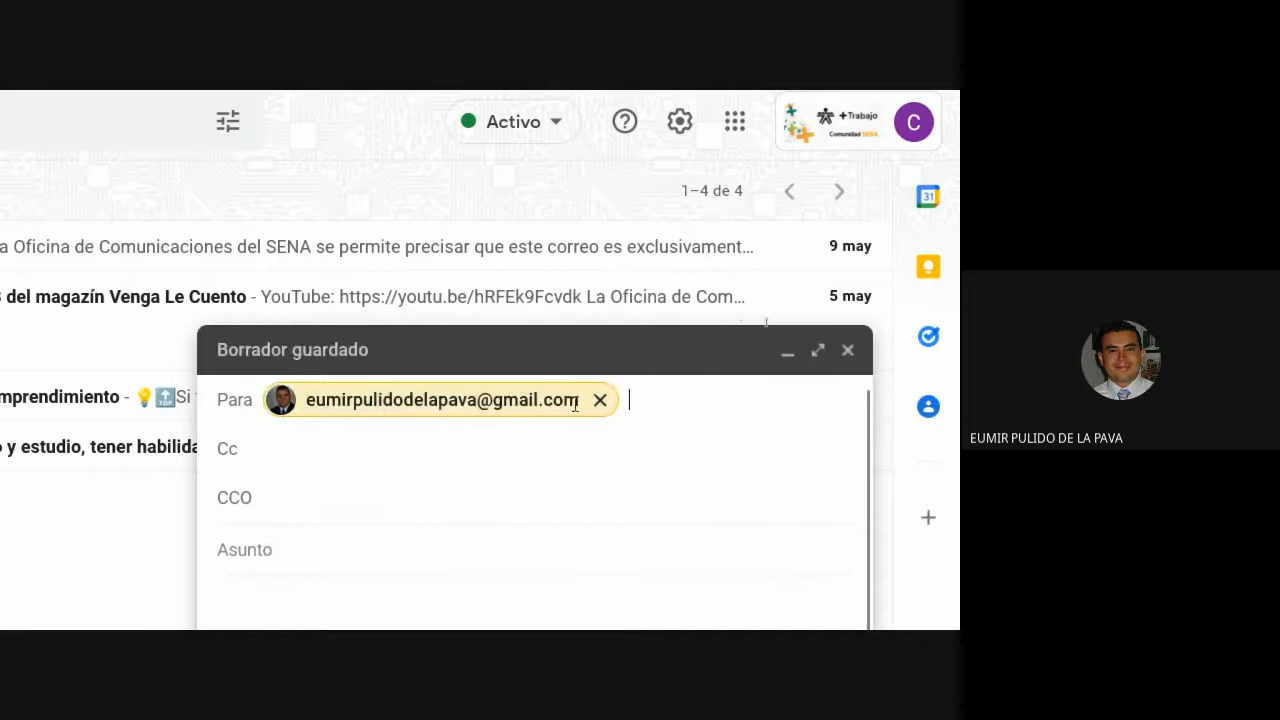 Activo
+Trabajo
Comunidad SENA
C
1–4 de 4
31
a Oficina de Comunicaciones del SENA se permite precisar que este correo es exclusivament... 9 may
del magazín Venga Le Cuento - YouTube: https://youtu.be/hRFEk9Fcvdk La Oficina de Com... 5 may
Borrador guardado
mprendimiento - 💡🔝Si
Para eumirpulidodelapava@gmail.com
EUMIR PULIDO DE LA PAVA
y estudio, tener habilida
Cc
CCO
Asunto